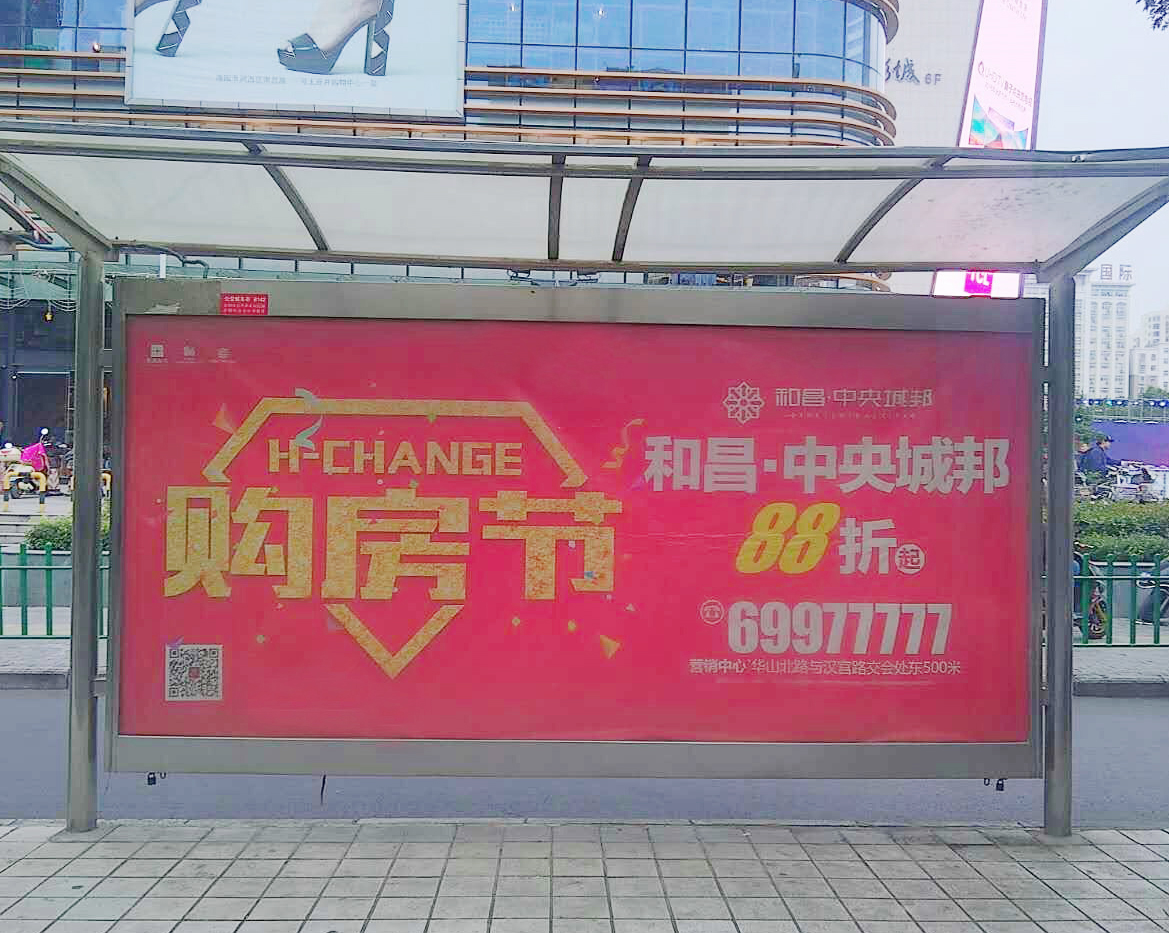 6F
国际
H-CHANGE
购房节
和昌·中央城邦
和昌·中央城邦
88折起
69977777
营销中心 华山北路与汉宫路交会处东500米